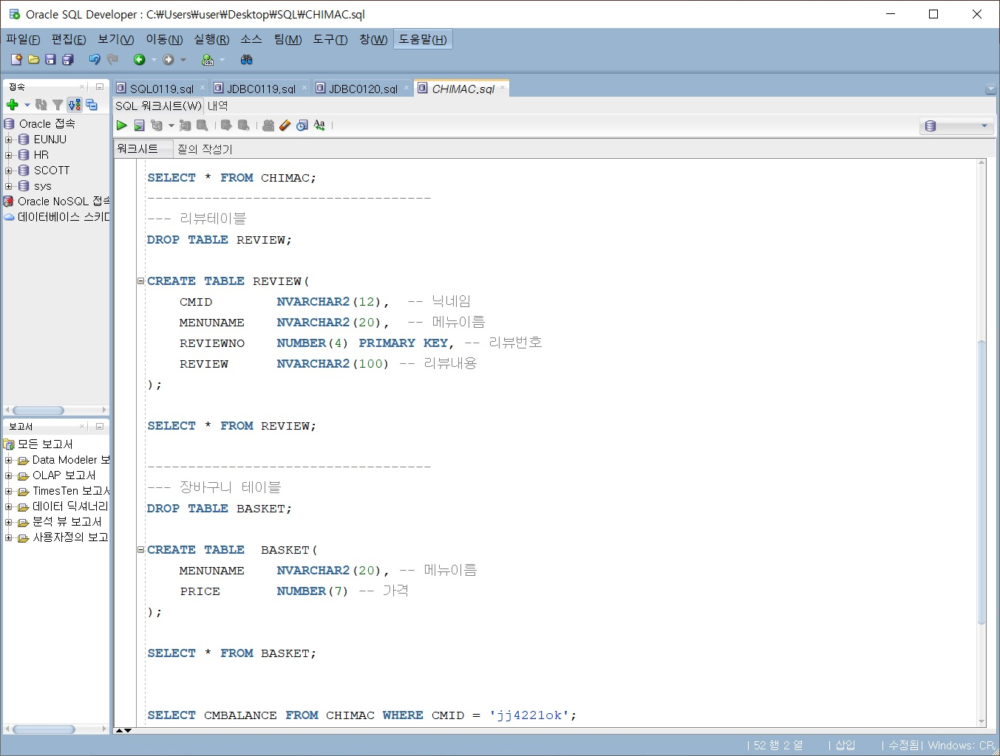 Oracle SQL Developer : C:₩Users₩user₩Desktop₩SQL₩CHIMAC.sql
파일(F) 편집(E) 보기(V) 이동(N) 실행(R) 소스 팀(M) 도구(T) 창(W) 도움말(H)
접속
Oracle 접속
EUNJU
HR
SCOTT
sys
Oracle NoSQL 접속
데이터베이스 스키
보고서
모든 보고서
Data Modeler 보
OLAP 보고서
TimesTen 보고서
데이터 딕셔너리
분석 뷰 보고서
사용자정의 보고
SQL0119.sql JDBC0119.sql JDBC0120.sql CHIMAC.sql
SQL 워크시트(W) 내역
워크시트 질의 작성기
SELECT * FROM CHIMAC;
-----------------------------------
--- 리뷰테이블
DROP TABLE REVIEW;
CREATE TABLE REVIEW(
CMID NVARCHAR2(12), -- 닉네임
MENUNAME NVARCHAR2(20), -- 메뉴이름
REVIEWNO NUMBER(4) PRIMARY KEY, -- 리뷰번호
REVIEW NVARCHAR2(100) -- 리뷰내용
);
SELECT * FROM REVIEW;
-----------------------------------
--- 장바구니 테이블
DROP TABLE BASKET;
CREATE TABLE BASKET(
MENUNAME NVARCHAR2(20), -- 메뉴이름
PRICE NUMBER(7) -- 가격
);
SELECT * FROM BASKET;
SELECT CMBALANCE FROM CHIMAC WHERE CMID = 'jj4221ok';
| 52 행 2 열 | 삽입 | 수정됨| Windows: CR,